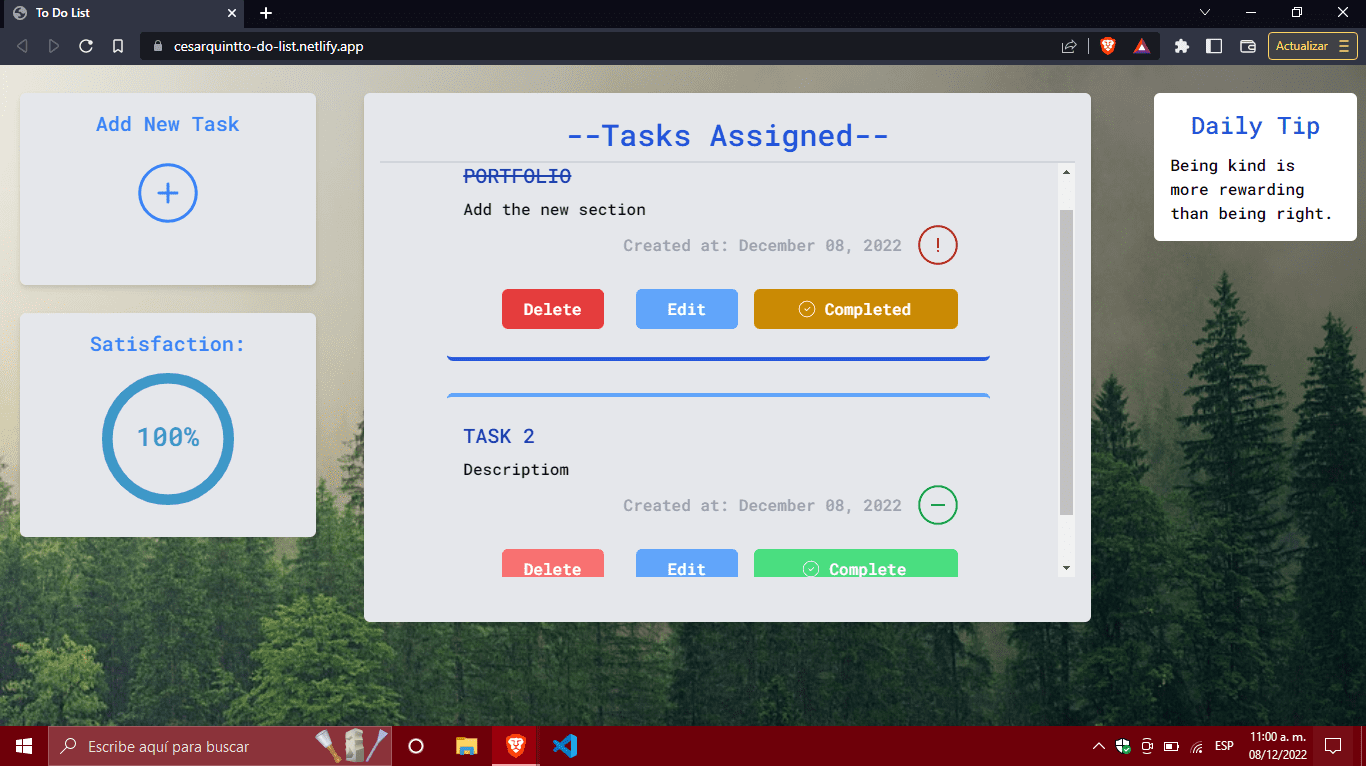 To Do List
cesarquintto-do-list.netlify.app
Actualizar
Add New Task
Satisfaction:
100%
--Tasks Assigned--
PORTFOLIO
Add the new section
Created at: December 08, 2022
!
Delete
Edit
Completed
TASK 2
Descriptiom
Created at: December 08, 2022
Delete
Edit
Complete
Daily Tip
Being kind is
more rewarding
than being right.
Escribe aquí para buscar
ESP
11:00 a. m.
08/12/2022